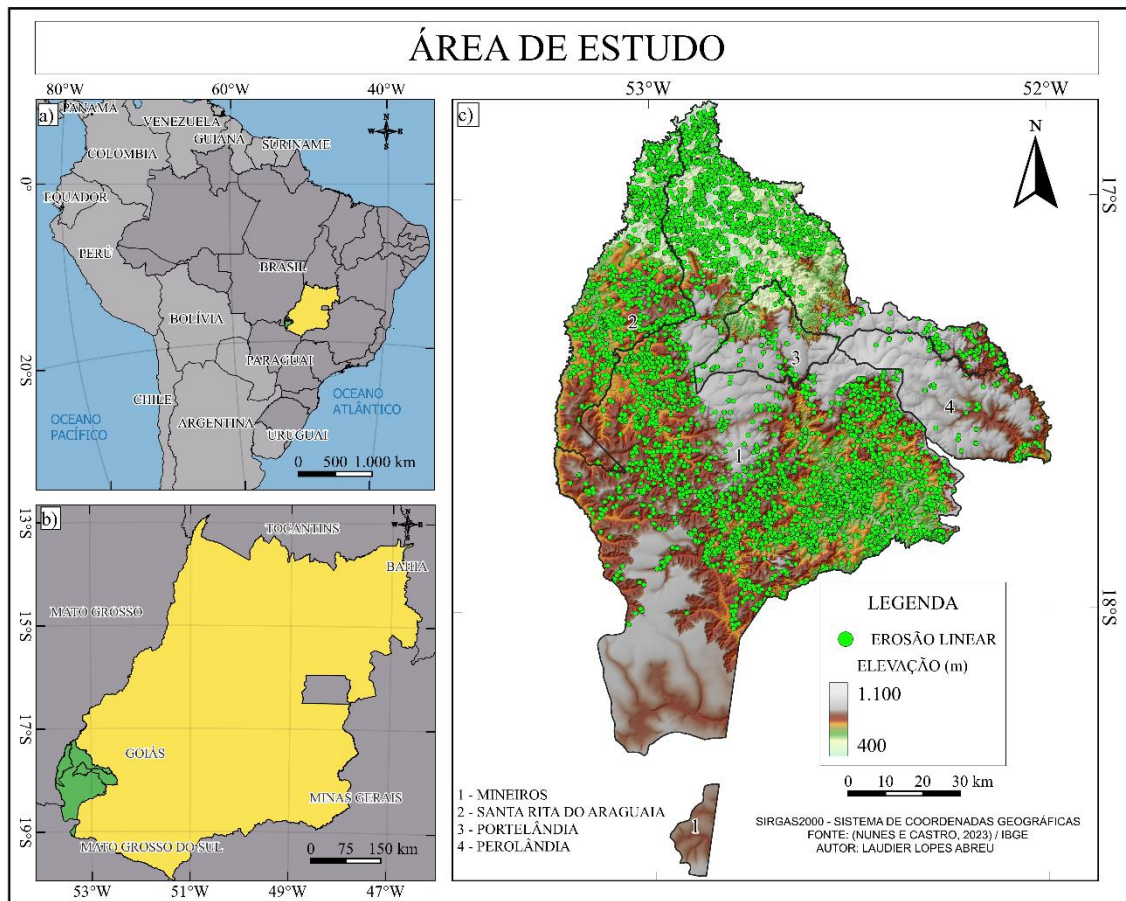 ÁREA DE ESTUDO
80°W
60°W
40°W
a)
PANAMÁ
VENEZUELA
GUIANA
SURINAME
COLOMBIA
0°
EQUADOR
PERÚ
BRASIL
BOLÍVIA
20°S
PARAGUAI
CHILE
OCEANO
ATLÂNTICO
OCEANO
PACÍFICO
ARGENTINA
URUGUAI
0 500 1.000 km
N
W E
S
b)
13°S
TOCANTINS
BAHIA
N
W E
S
MATO GROSSO
15°S
17°S
GOIÁS
MINAS GERAIS
19°S
MATO GROSSO DO SUL
0 75 150 km
53°W
51°W
49°W
47°W
c)
53°W
52°W
N
17°S
18°S
2
3
4
1
1
LEGENDA
EROSÃO LINEAR
ELEVAÇÃO (m)
1.100
400
0 10 20 30 km
1 - MINEIROS
2 - SANTA RITA DO ARAGUAIA
3 - PORTELÂNDIA
4 - PEROLÂNDIA
SIRGAS2000 - SISTEMA DE COORDENADAS GEOGRÁFICAS
FONTE: (NUNES E CASTRO, 2023) / IBGE
AUTOR: LAUDIER LOPES ABREU